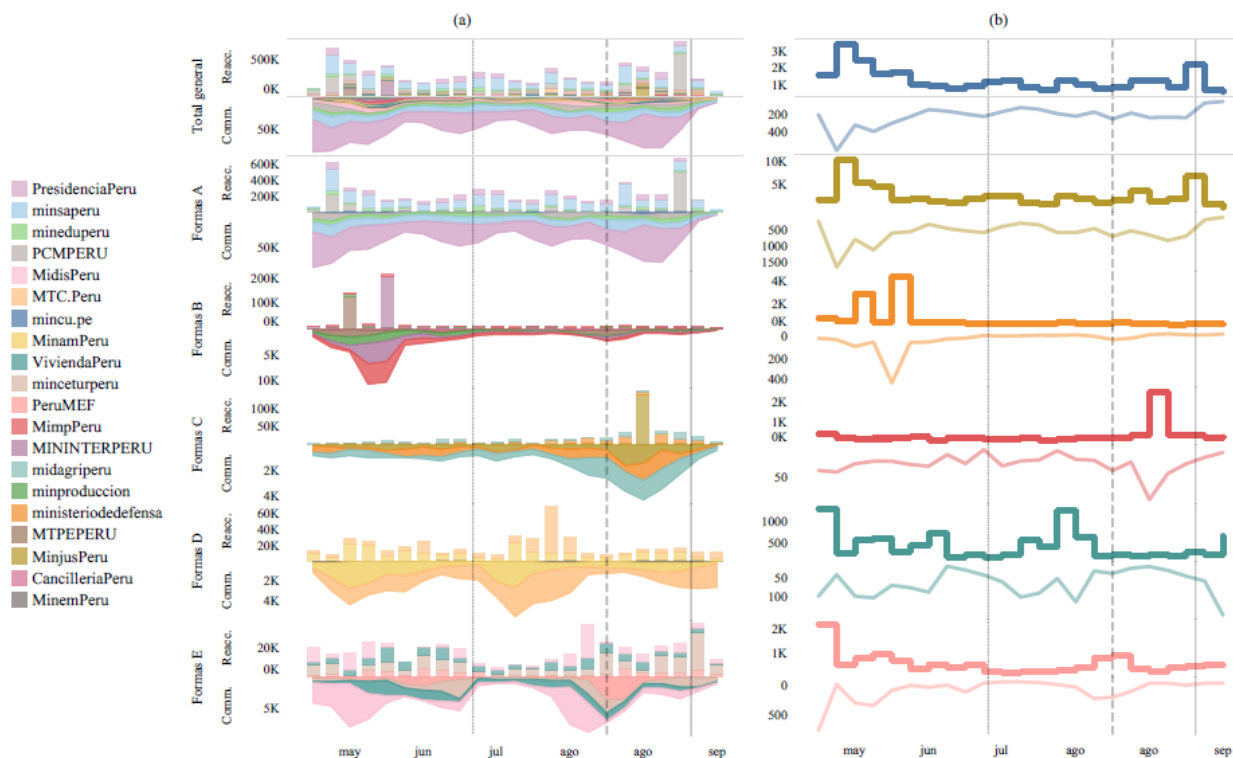 (a)
(b)
Total general
Reacc.
500K
0K
Comm.
50K
3K
2K
1K
200
400
PresidenciaPeru
minsaperu
mineduperu
PCMPERU
MidisPeru
MTC.Peru
mincu.pe
MinamPeru
ViviendaPeru
minceturperu
PeruMEF
MimpPeru
MININTERPERU
midagriperu
minproduccion
ministeriodedefensa
MTPEPERU
MinjusPeru
CancilleriaPeru
MinemPeru
Formas A
Reacc.
600K
400K
200K
Comm.
50K
10K
5K
500
1000
1500
Formas B
Reacc.
200K
100K
0K
Comm.
5K
10K
4K
2K
0K
0
200
400
Formas C
Reacc.
100K
50K
Comm.
2K
4K
2K
1K
0K
50
Formas D
Reacc.
60K
40K
20K
Comm.
2K
4K
1000
500
50
100
Formas E
Reacc.
20K
0K
Comm.
5K
2K
1K
0
500
may jun jul ago ago sep
may jun jul ago ago sep